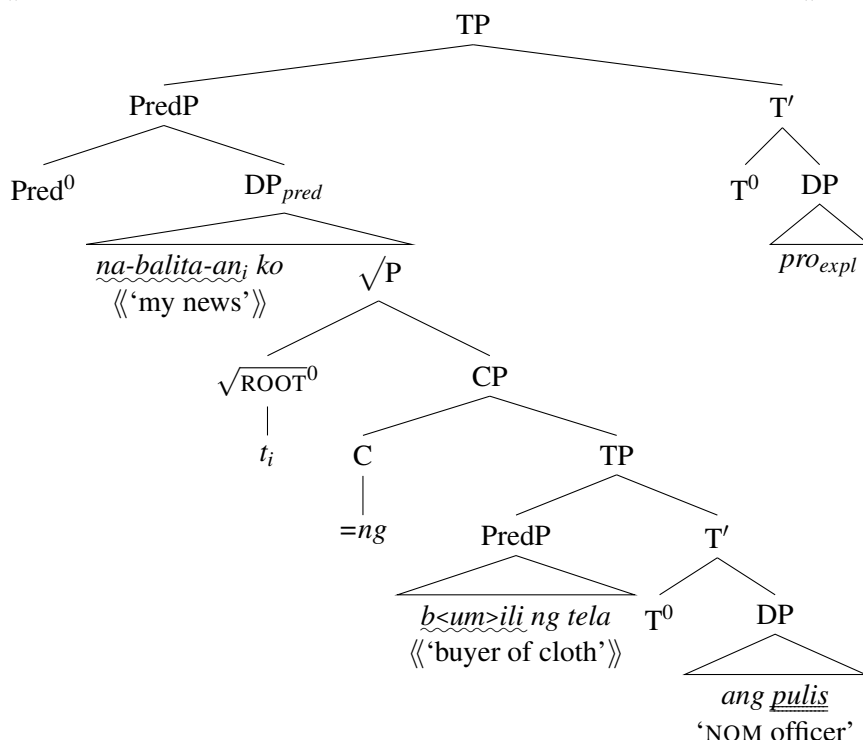 TP
PredP T′
Pred⁰ DPpred T⁰ DP
na-balita-anᵢ ko √P proexpl
⟪‘my news’⟫
√ROOT⁰ CP
tᵢ C TP
=ng PredP T′
b<um>ili ng tela T⁰ DP
⟪‘buyer of cloth’⟫
ang pulis
‘NOM officer’